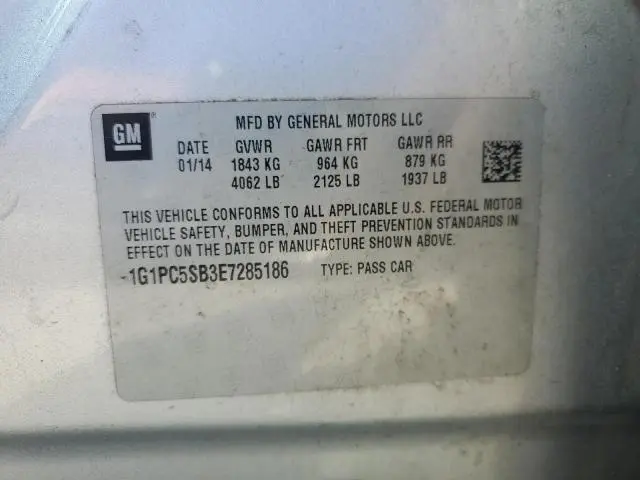 GM
®
MFD BY GENERAL MOTORS LLC
DATE GVWR GAWR FRT GAWR RR
01/14 1843 KG 964 KG 879 KG
4062 LB 2125 LB 1937 LB
THIS VEHICLE CONFORMS TO ALL APPLICABLE U.S. FEDERAL MOTOR
VEHICLE SAFETY, BUMPER, AND THEFT PREVENTION STANDARDS IN
EFFECT ON THE DATE OF MANUFACTURE SHOWN ABOVE.
1G1PC5SB3E7285186 TYPE: PASS CAR